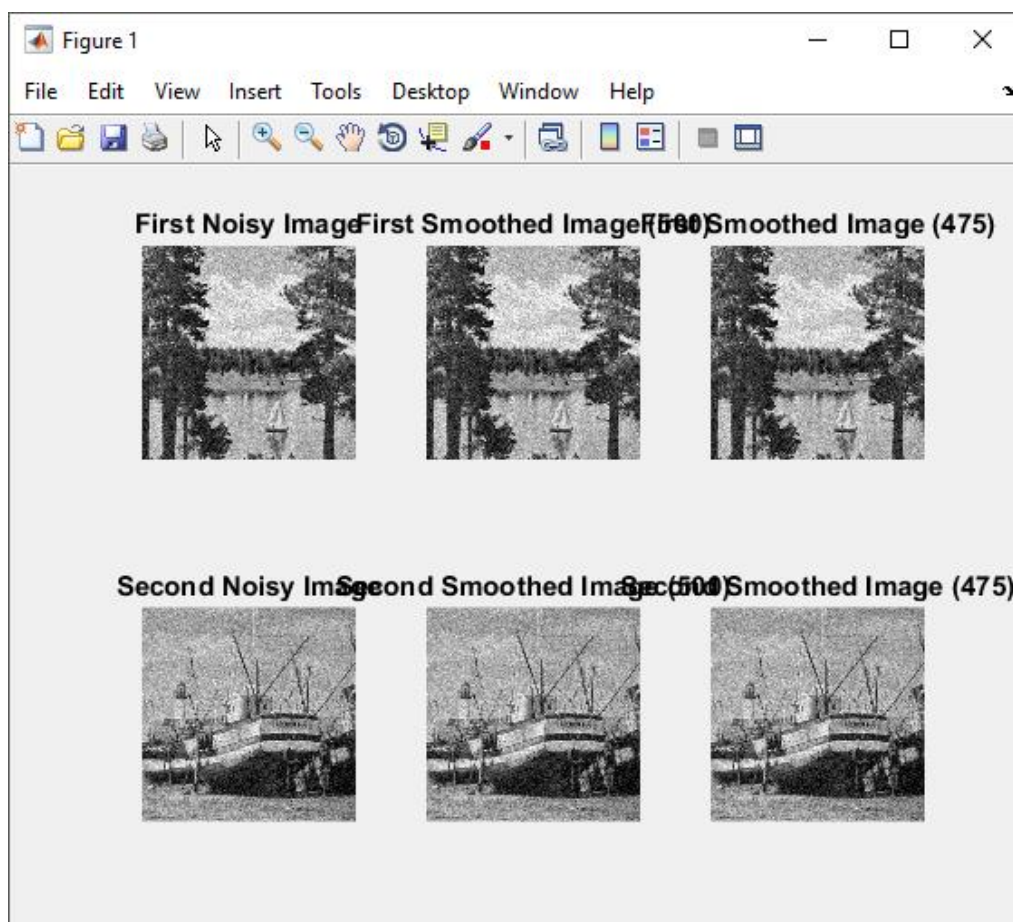 Figure 1
File Edit View Insert Tools Desktop Window Help
First Noisy Image First Smoothed Image (500) First Smoothed Image (475)
Second Noisy Image Second Smoothed Image (500) Second Smoothed Image (475)